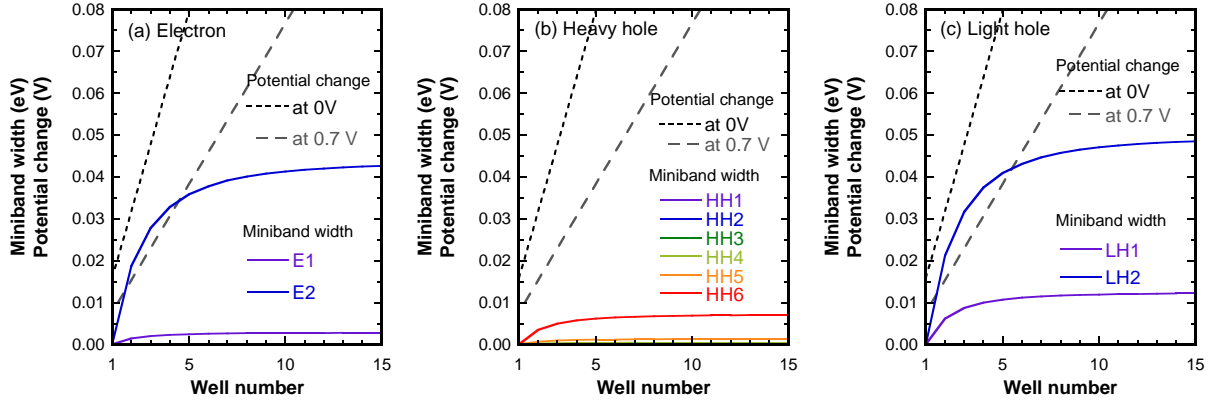 (a) Electron
Miniband width (eV)
Potential change (V)
0.08
0.07
0.06
0.05
0.04
0.03
0.02
0.01
0.00
Potential change
at 0V
at 0.7 V
Miniband width
E1
E2
1
5
10
15
Well number
(b) Heavy hole
Miniband width (eV)
Potential change (V)
0.08
0.07
0.06
0.05
0.04
0.03
0.02
0.01
0.00
Potential change
at 0V
at 0.7 V
Miniband width
HH1
HH2
HH3
HH4
HH5
HH6
1
5
10
15
Well number
(c) Light hole
Miniband width (eV)
Potential change (V)
0.08
0.07
0.06
0.05
0.04
0.03
0.02
0.01
0.00
Potential change
at 0V
at 0.7 V
Miniband width
LH1
LH2
1
5
10
15
Well number